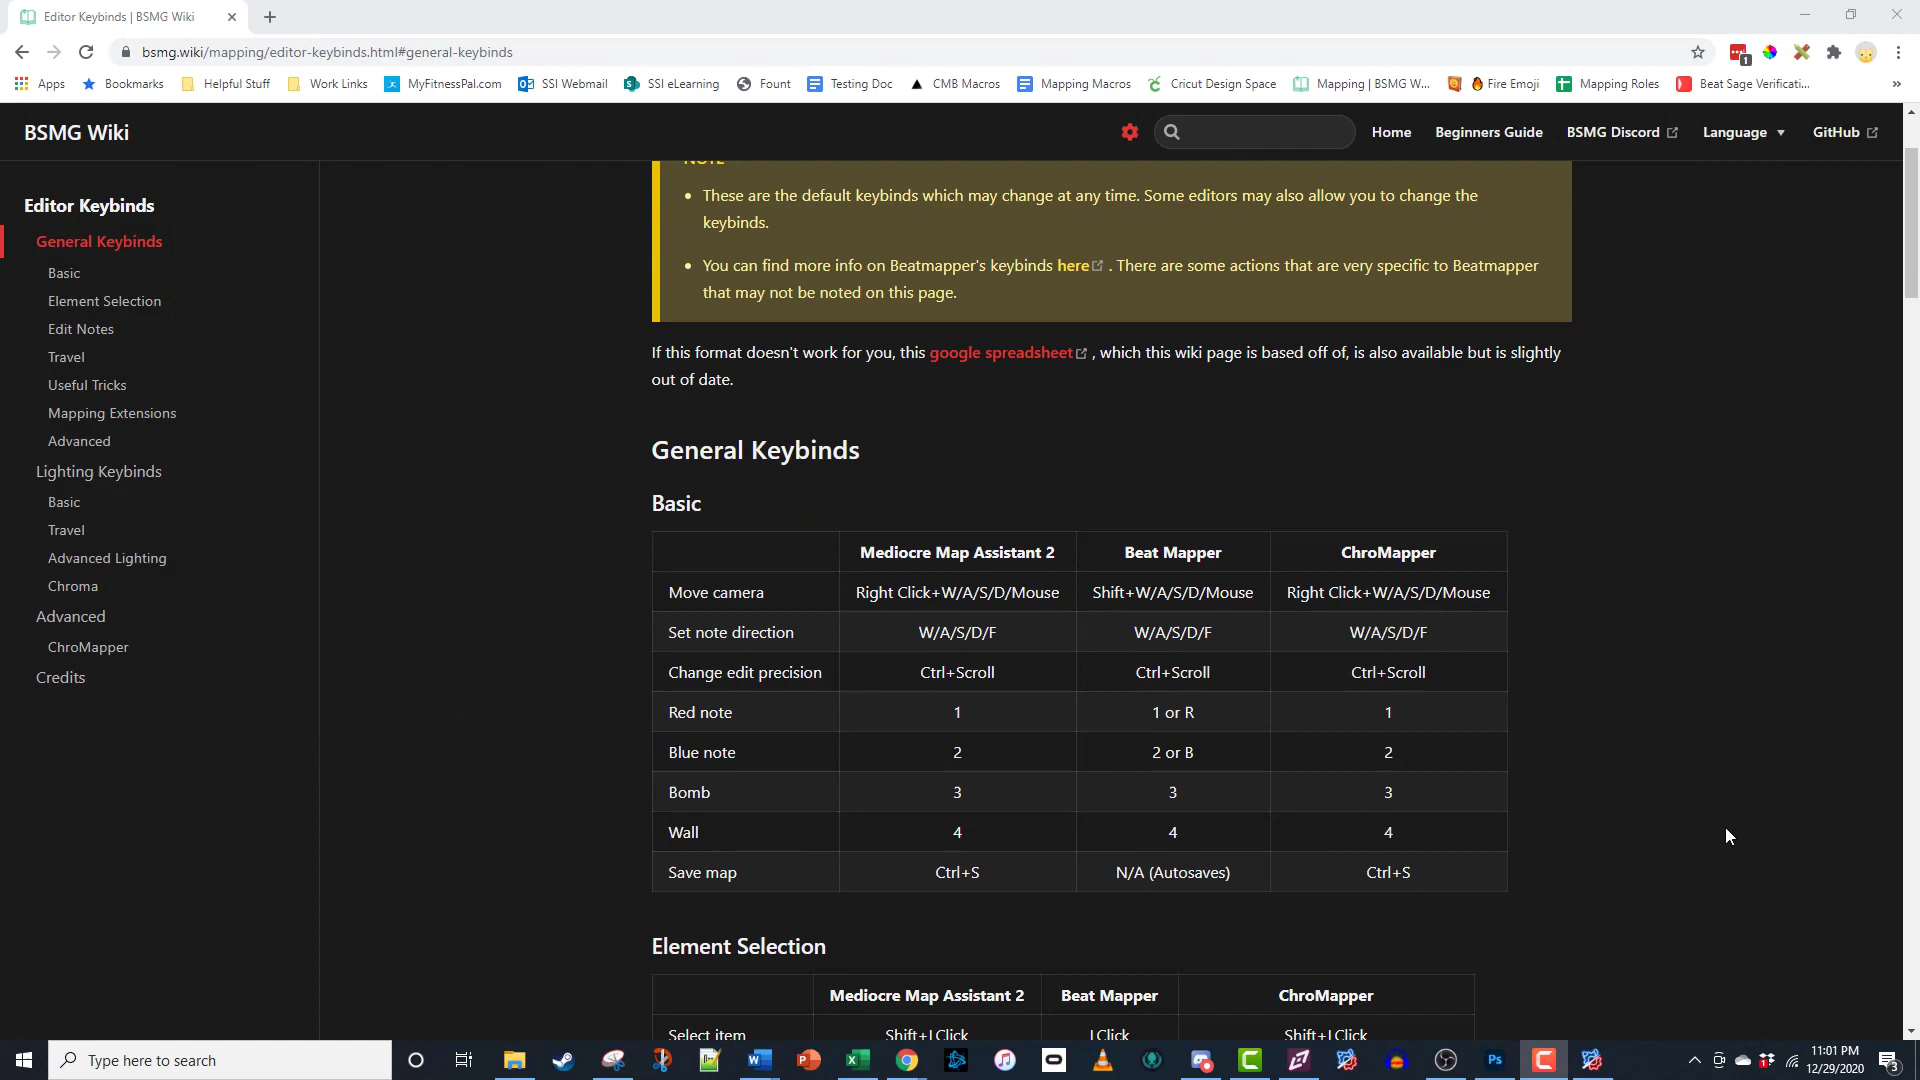 Editor Keybinds | BSMG Wiki
bsmg.wiki/mapping/editor-keybinds.html#general-keybinds
1
Apps Bookmarks Helpful Stuff Work Links MyFitnessPal.com SSI Webmail SSI eLearning Fount Testing Doc CMB Macros Mapping Macros Cricut Design Space Mapping | BSMG W... Fire Emoji Mapping Roles Beat Sage Verificati... »
BSMG Wiki Home Beginners Guide BSMG Discord Language GitHub
Editor Keybinds
General Keybinds
Basic
Element Selection
Edit Notes
Travel
Useful Tricks
Mapping Extensions
Advanced
Lighting Keybinds
Basic
Travel
Advanced Lighting
Chroma
Advanced
ChroMapper
Credits
NOTE
• These are the default keybinds which may change at any time. Some editors may also allow you to change the
keybinds.
• You can find more info on Beatmapper's keybinds here . There are some actions that are very specific to Beatmapper
that may not be noted on this page.
If this format doesn't work for you, this google spreadsheet , which this wiki page is based off of, is also available but is slightly
out of date.
General Keybinds
Basic
Mediocre Map Assistant 2 Beat Mapper ChroMapper
Move camera Right Click+W/A/S/D/Mouse Shift+W/A/S/D/Mouse Right Click+W/A/S/D/Mouse
Set note direction W/A/S/D/F W/A/S/D/F W/A/S/D/F
Change edit precision Ctrl+Scroll Ctrl+Scroll Ctrl+Scroll
Red note 1 1 or R 1
Blue note 2 2 or B 2
Bomb 3 3 3
Wall 4 4 4
Save map Ctrl+S N/A (Autosaves) Ctrl+S
Element Selection
Mediocre Map Assistant 2 Beat Mapper ChroMapper
Select item Shift+LClick LClick Shift+LClick
Type here to search
11:01 PM
12/29/2020
3